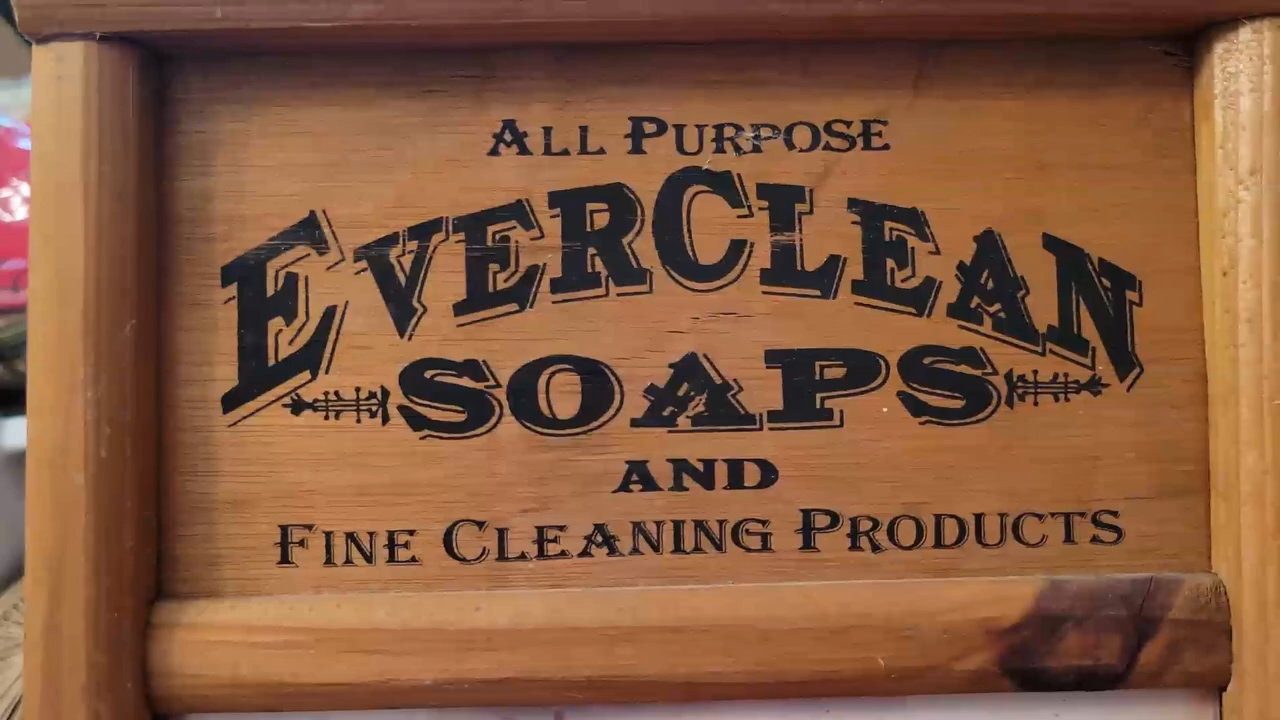 ALL PURPOSE
EVERCLEAN
SOAPS
AND
FINE CLEANING PRODUCTS